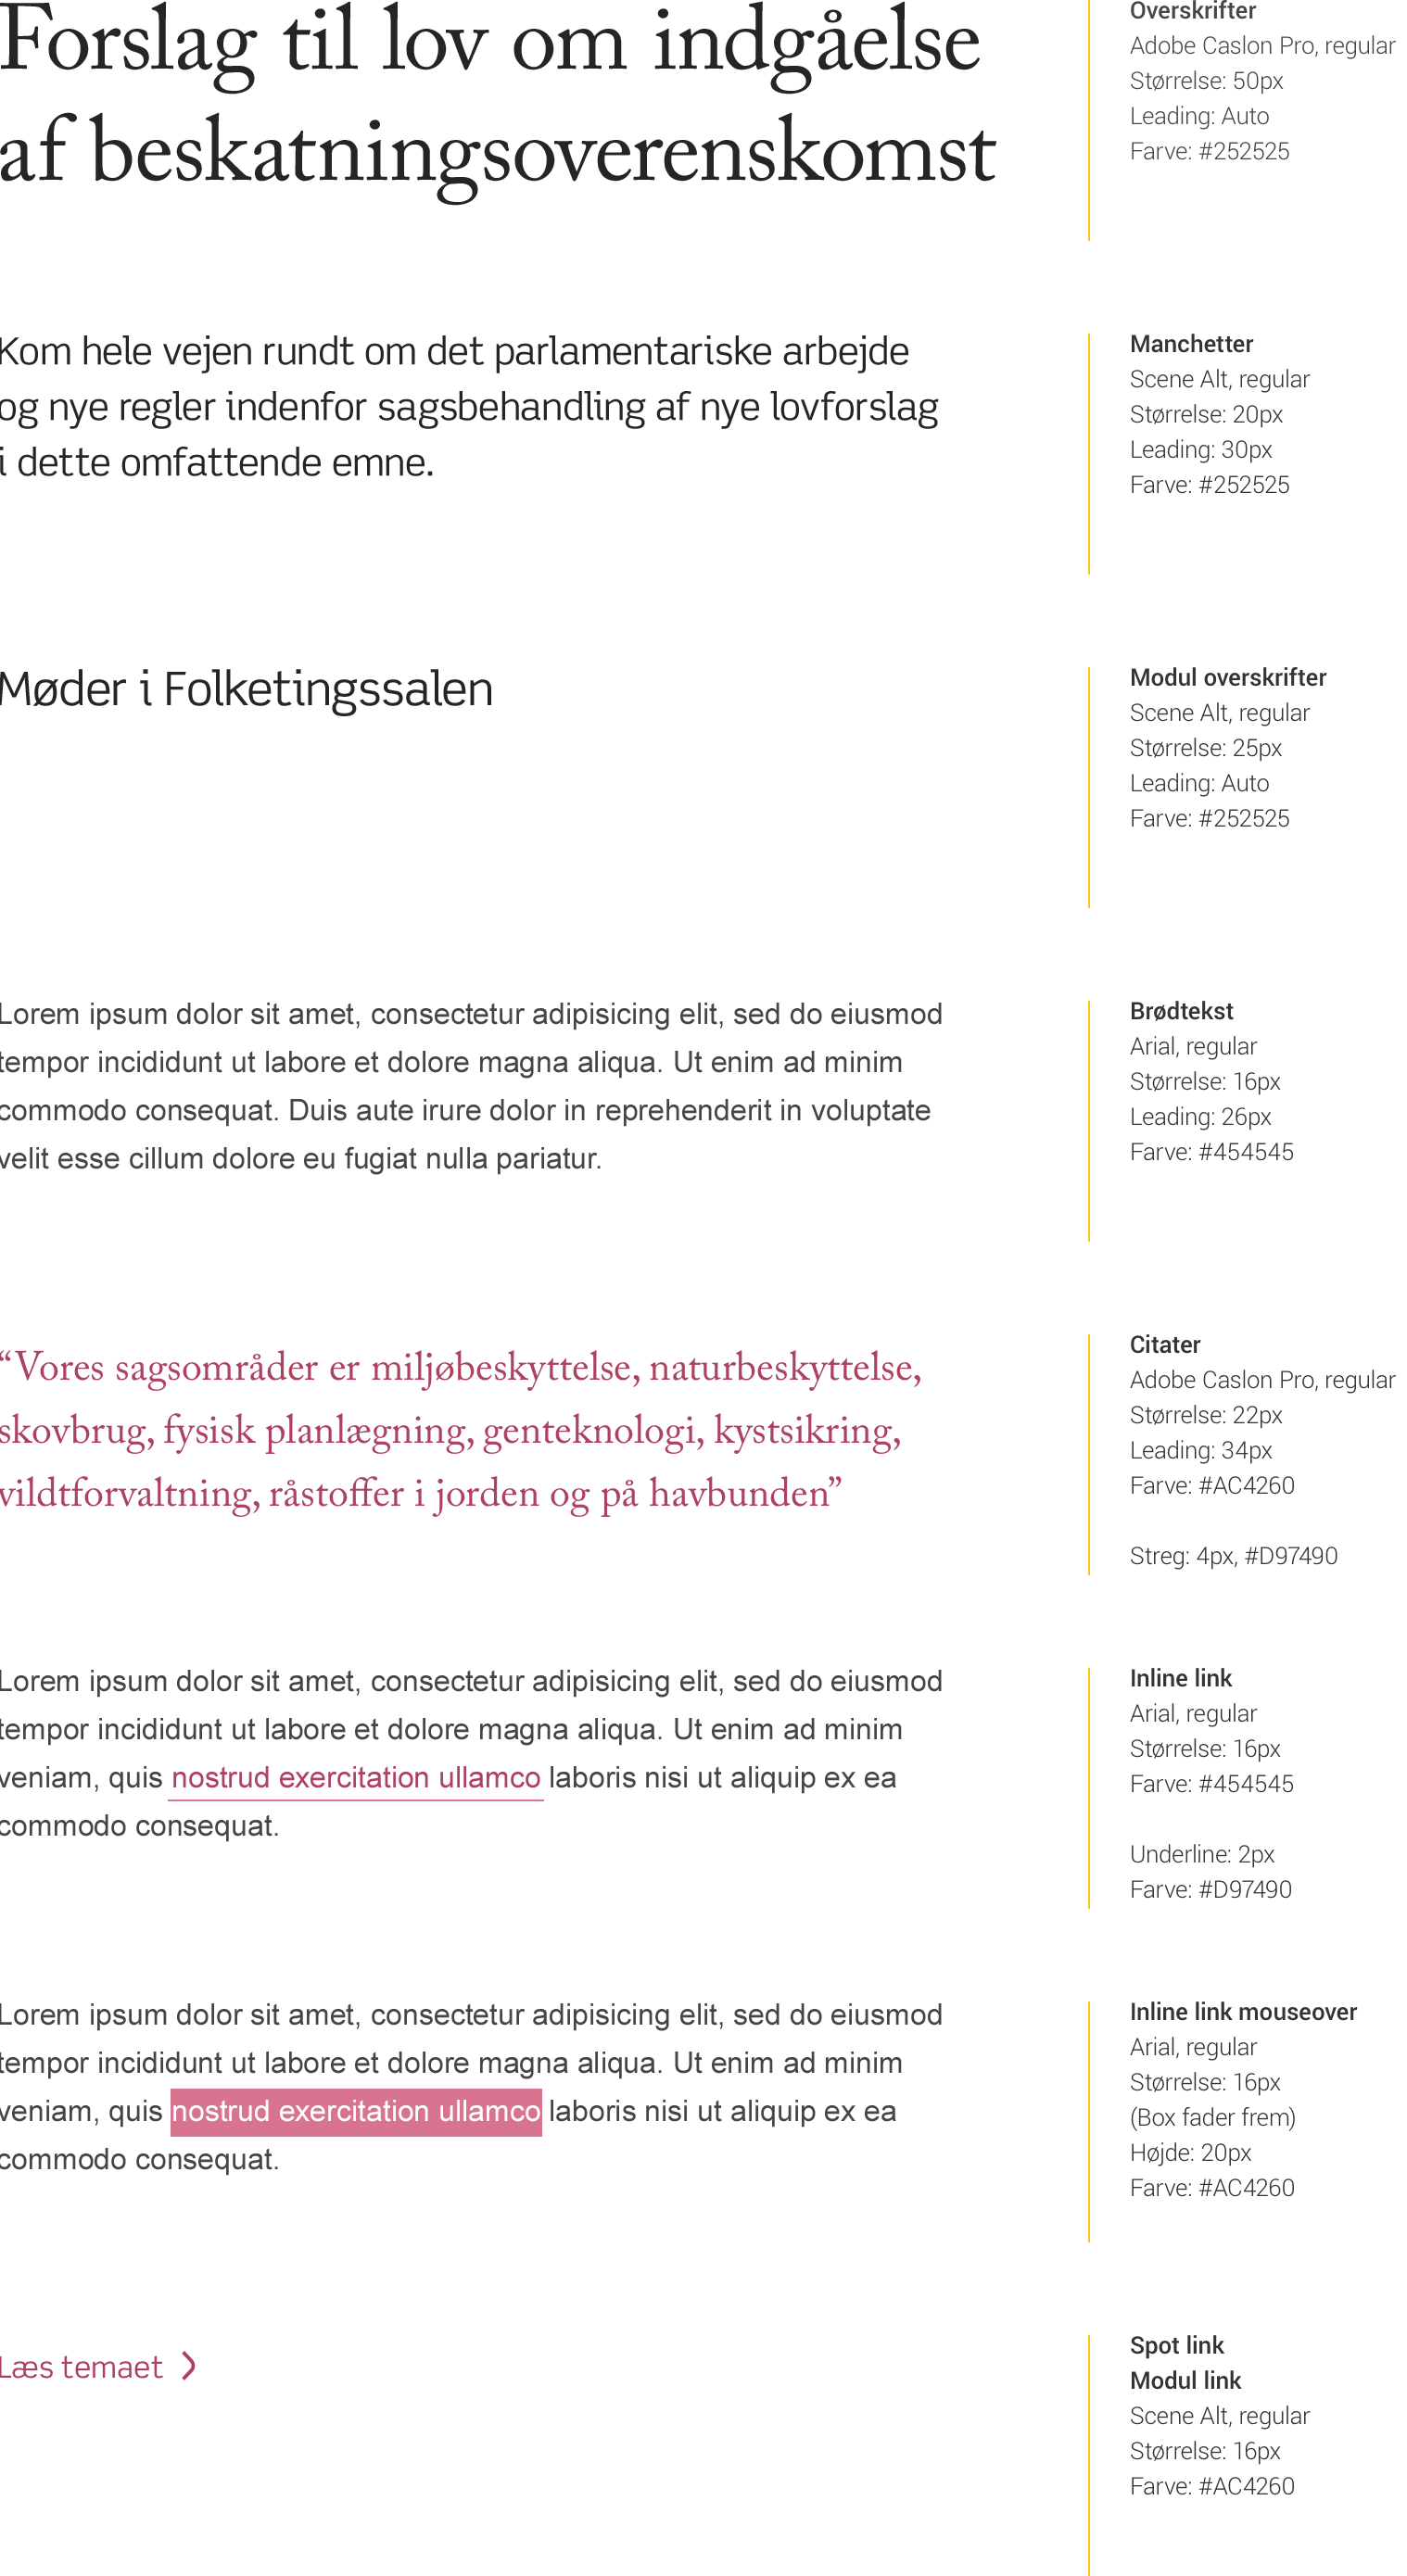 Forslag til lov om indgåelse
af beskatningsoverenskomst
Overskrifter
Adobe Caslon Pro, regular
Størrelse: 50px
Leading: Auto
Farve: #252525
Kom hele vejen rundt om det parlamentariske arbejde
og nye regler indenfor sagsbehandling af nye lovforslag
i dette omfattende emne.
Manchetter
Scene Alt, regular
Størrelse: 20px
Leading: 30px
Farve: #252525
Møder i Folketingssalen
Modul overskrifter
Scene Alt, regular
Størrelse: 25px
Leading: Auto
Farve: #252525
Lorem ipsum dolor sit amet, consectetur adipisicing elit, sed do eiusmod
tempor incididunt ut labore et dolore magna aliqua. Ut enim ad minim
commodo consequat. Duis aute irure dolor in reprehenderit in voluptate
velit esse cillum dolore eu fugiat nulla pariatur.
Brødtekst
Arial, regular
Størrelse: 16px
Leading: 26px
Farve: #454545
“Vores sagsområder er miljøbeskyttelse, naturbeskyttelse,
skovbrug, fysisk planlægning, genteknologi, kystsikring,
vildtforvaltning, råstoffer i jorden og på havbunden”
Citater
Adobe Caslon Pro, regular
Størrelse: 22px
Leading: 34px
Farve: #AC4260
Streg: 4px, #D97490
Lorem ipsum dolor sit amet, consectetur adipisicing elit, sed do eiusmod
tempor incididunt ut labore et dolore magna aliqua. Ut enim ad minim
veniam, quis nostrud exercitation ullamco laboris nisi ut aliquip ex ea
commodo consequat.
Inline link
Arial, regular
Størrelse: 16px
Farve: #454545
Underline: 2px
Farve: #D97490
Lorem ipsum dolor sit amet, consectetur adipisicing elit, sed do eiusmod
tempor incididunt ut labore et dolore magna aliqua. Ut enim ad minim
veniam, quis nostrud exercitation ullamco laboris nisi ut aliquip ex ea
commodo consequat.
Inline link mouseover
Arial, regular
Størrelse: 16px
(Box fader frem)
Højde: 20px
Farve: #AC4260
Læs temaet
Spot link
Modul link
Scene Alt, regular
Størrelse: 16px
Farve: #AC4260